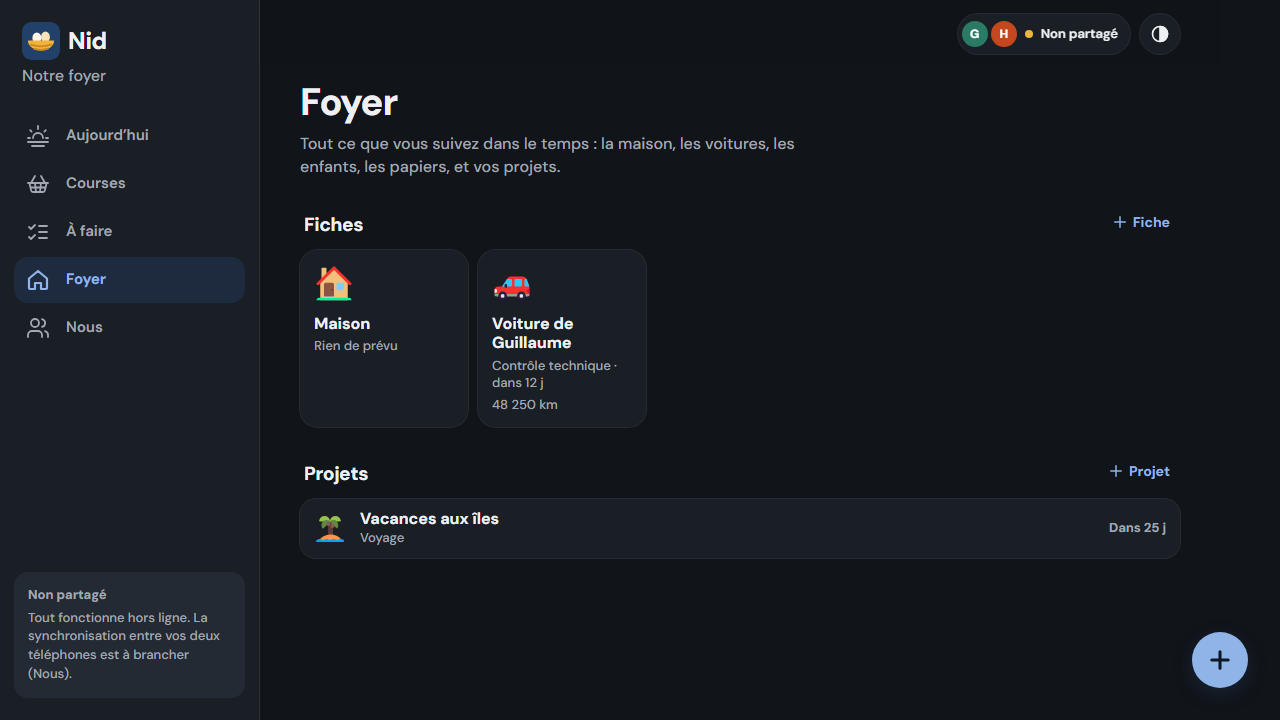 Nid
Notre foyer
Aujourd’hui
Courses
À faire
Foyer
Nous
Non partagé
Tout fonctionne hors ligne. La
synchronisation entre vos deux
téléphones est à brancher
(Nous).
G
H
Non partagé
Foyer
Tout ce que vous suivez dans le temps : la maison, les voitures, les
enfants, les papiers, et vos projets.
Fiches
+ Fiche
Maison
Rien de prévu
Voiture de
Guillaume
Contrôle technique ·
dans 12 j
48 250 km
Projets
+ Projet
Vacances aux îles
Voyage
Dans 25 j